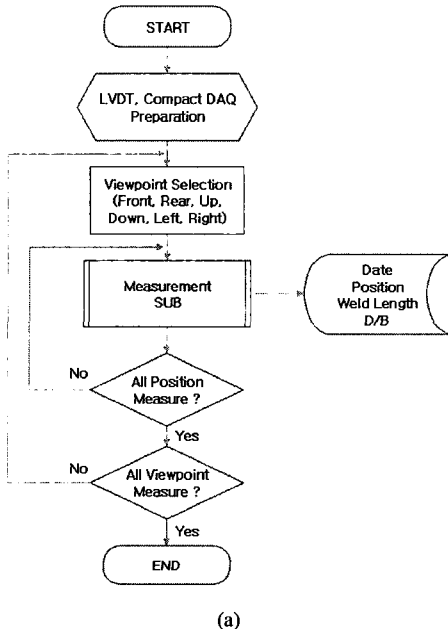 START
LVDT, Compact DAQ
Preparation
Viewpoint Selection
(Front, Rear, Up,
Down, Left, Right)
Measurement
SUB
Date
Position
Weld Length
D/B
No
All Position
Measure ?
Yes
No
All Viewpoint
Measure ?
Yes
END
(a)